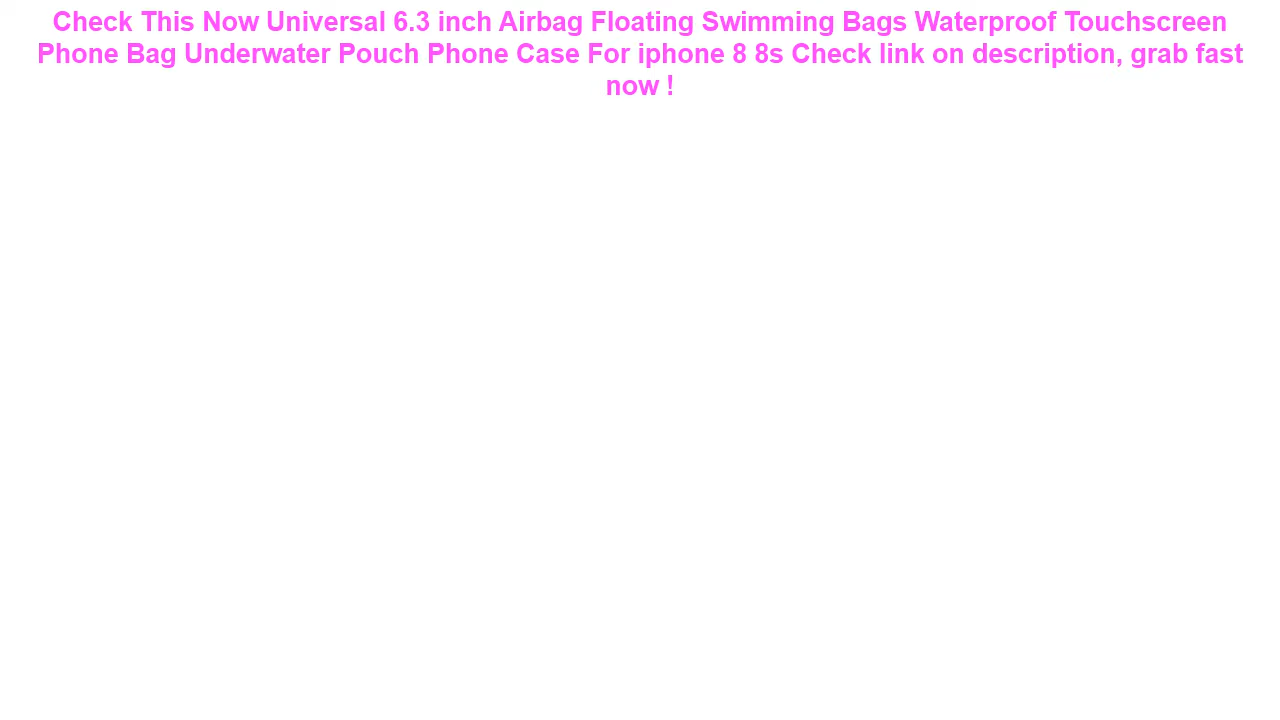 Check This Now Universal 6.3 inch Airbag Floating Swimming Bags Waterproof Touchscreen
Phone Bag Underwater Pouch Phone Case For iphone 8 8s Check link on description, grab fast
now !